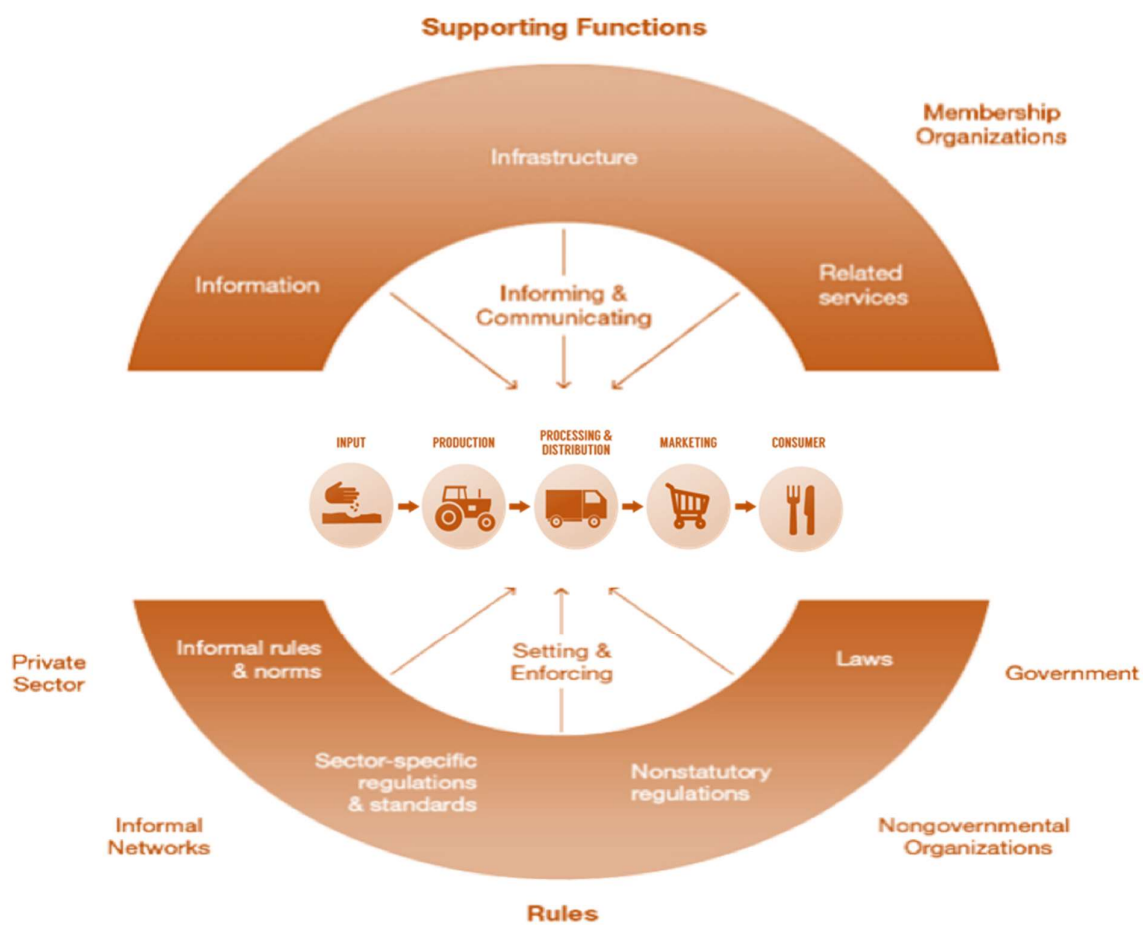 Supporting Functions
Membership
Organizations
Infrastructure
Information
Informing &
Communicating
Related
services
INPUT
PRODUCTION
PROCESSING &
DISTRIBUTION
MARKETING
CONSUMER
Private
Sector
Informal rules
& norms
Setting &
Enforcing
Laws
Government
Sector-specific
regulations
& standards
Nonstatutory
regulations
Informal
Networks
Nongovernmental
Organizations
Rules